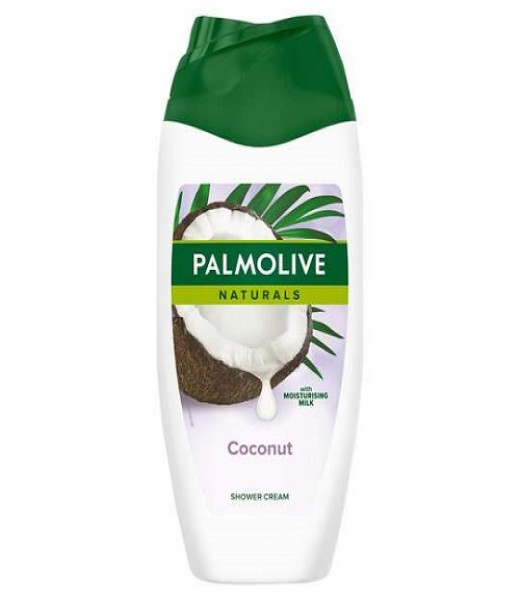 PALMOLIVE
NATURALS
with
MOISTURISING
MILK
Coconut
SHOWER CREAM